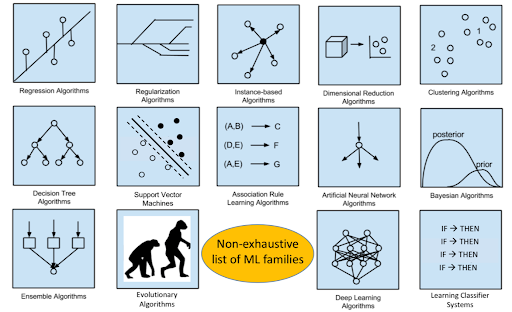 Regression Algorithms
Regularization
Algorithms
Instance-based
Algorithms
Dimensional Reduction
Algorithms
2
1
Clustering Algorithms
Decision Tree
Algorithms
Support Vector
Machines
(A,B) → C
(D,E) → F
(A,E) → G
Association Rule
Learning Algorithms
Artificial Neural Network
Algorithms
posterior
prior
Bayesian Algorithms
Ensemble Algorithms
Evolutionary
Algorithms
Non-exhaustive
list of ML families
Deep Learning
Algorithms
IF → THEN
IF → THEN
IF → THEN
IF → THEN
Learning Classifier
Systems